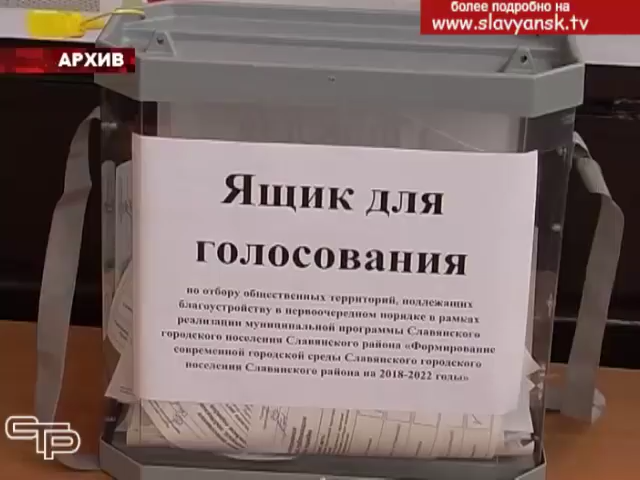 более подробно на
www.slavyansk.tv
АРХИВ
Ящик для
голосования
по отбору общественных территорий, подлежащих
благоустройству в первоочередном порядке в рамках
реализации муниципальной программы Славянского
городского поселения Славянского района «Формирование
современной городской среды Славянского городского
поселения Славянского района на 2018-2022 годы»
СТР